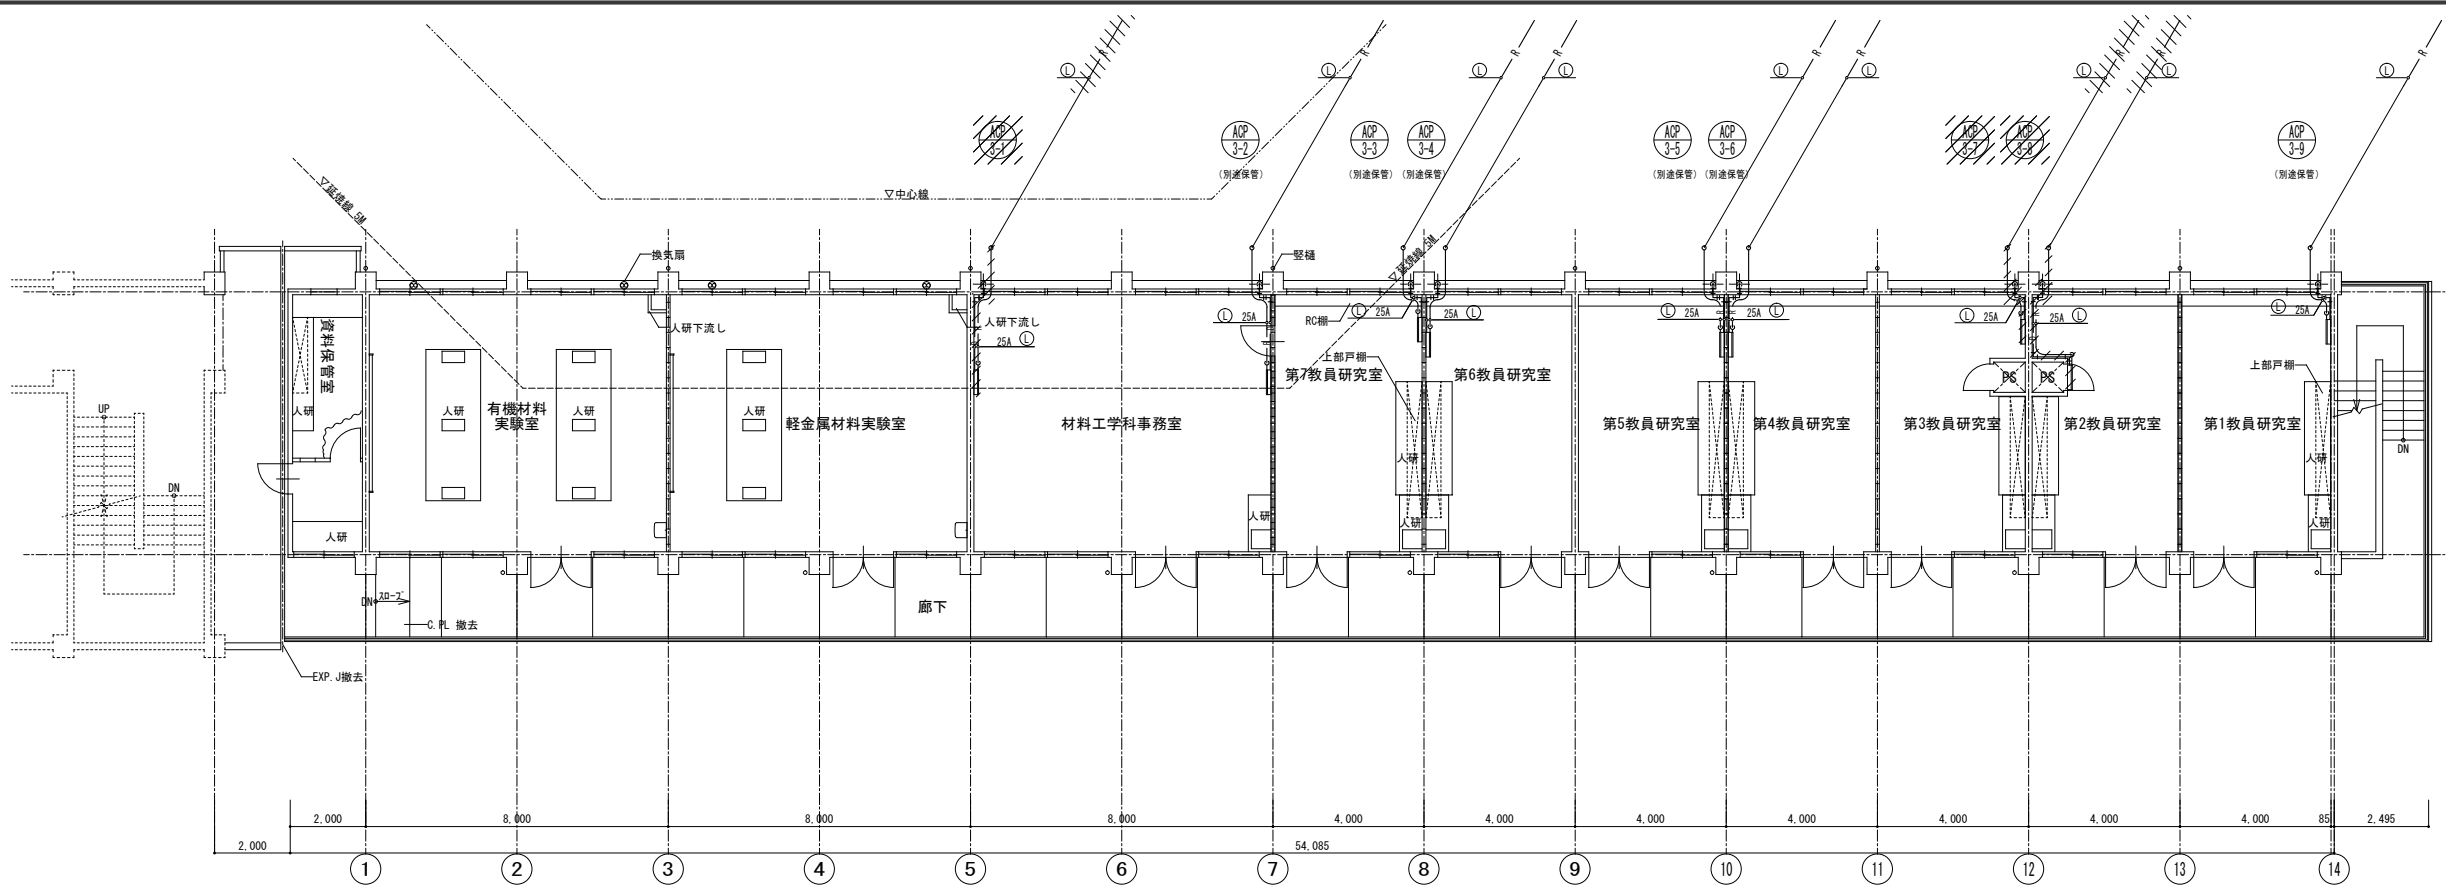 R
R
R
R
R
R
R
R
R
Ⓛ
Ⓛ
Ⓛ
Ⓛ
Ⓛ
Ⓛ
Ⓛ
Ⓛ
Ⓛ
ACP
3-1
ACP
3-2
(別途保管)
ACP
3-3
(別途保管)
ACP
3-4
(別途保管)
ACP
3-5
(別途保管)
ACP
3-6
(別途保管)
ACP
3-7
ACP
3-8
ACP
3-9
(別途保管)
▽延焼線 5M
▽中心線
▽延焼線 5M
換気扇
竪樋
人研下流し
人研下流し
25A Ⓛ
Ⓛ 25A
RC棚
Ⓛ 25A
25A Ⓛ
Ⓛ 25A
25A Ⓛ
Ⓛ 25A
25A Ⓛ
Ⓛ 25A
資料保管室
上部戸棚
上部戸棚
PS
PS
UP
DN
人研
人研
有機材料
実験室
人研
人研
軽金属材料実験室
材料工学科事務室
第7教員研究室
第6教員研究室
第5教員研究室
第4教員研究室
第3教員研究室
第2教員研究室
第1教員研究室
DN
人研
人研
人研
人研
人研
人研
DN
スロープ
C.PL 撤去
廊下
EXP.J撤去
2,000
8,000
8,000
8,000
4,000
4,000
4,000
4,000
4,000
4,000
4,000
85
2,495
2,000
54,085
1
2
3
4
5
6
7
8
9
10
11
12
13
14